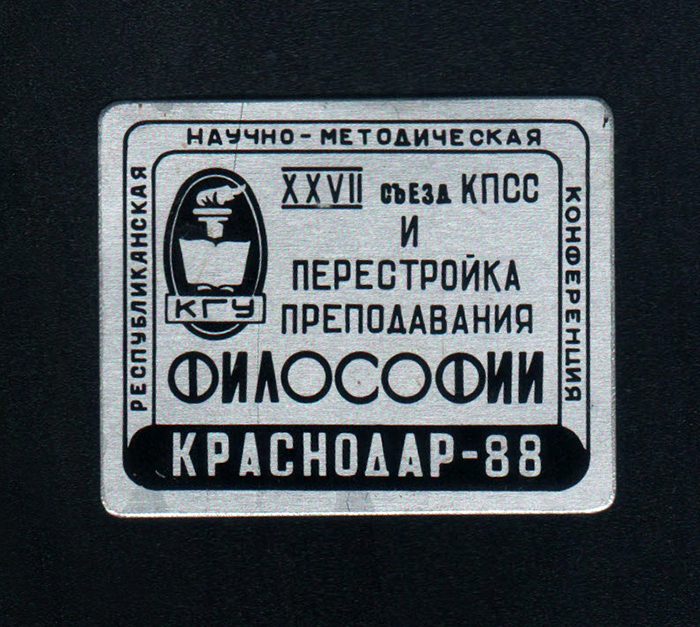 РЕСПУБЛИКАНСКАЯ
НАУЧНО-МЕТОДИЧЕСКАЯ
КОНФЕРЕНЦИЯ
КГУ
XXVII СЪЕЗД КПСС
И
ПЕРЕСТРОЙКА
ПРЕПОДАВАНИЯ
ФИЛОСОФИИ
КРАСНОДАР-88